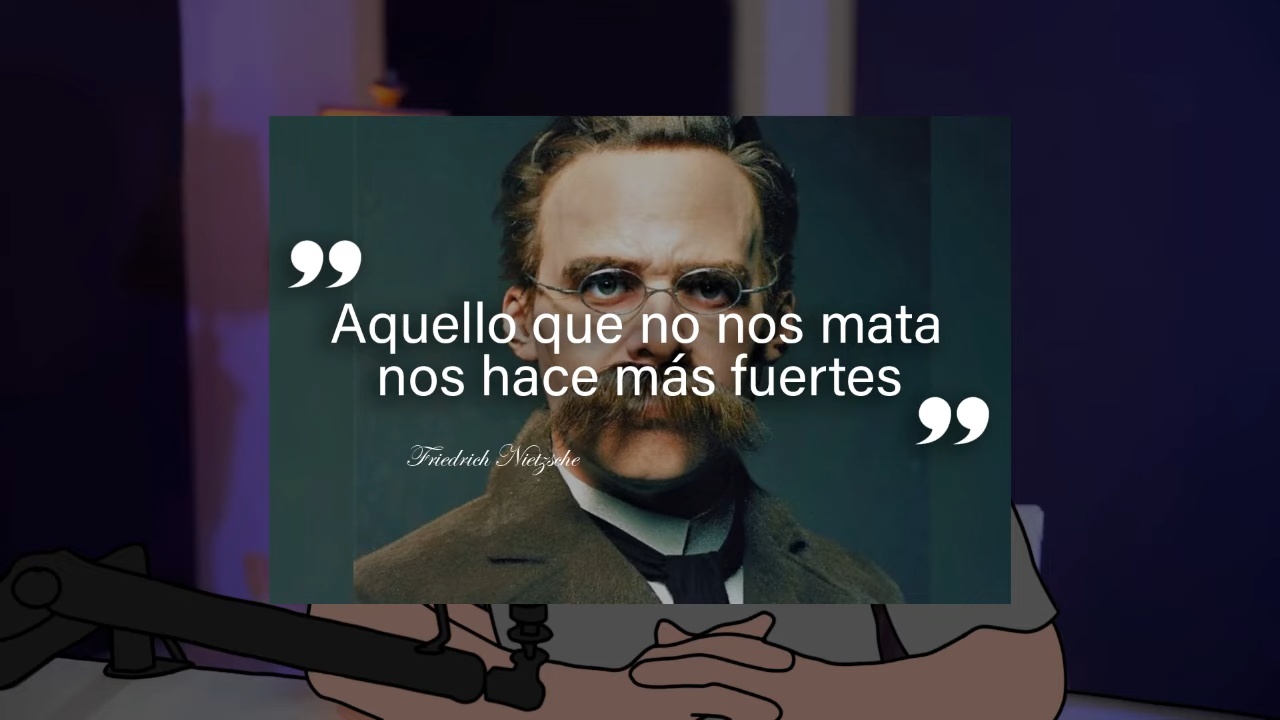 ”
Aquello que no nos mata
nos hace más fuertes
”
Friedrich Nietzsche